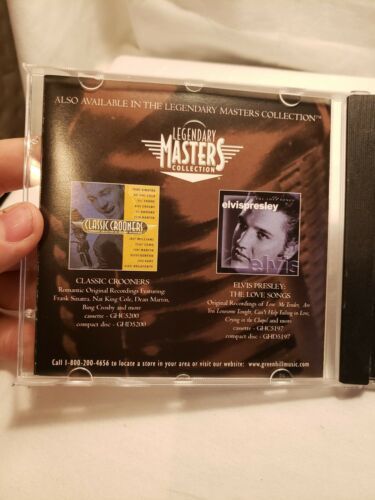 ALSO AVAILABLE IN THE LEGENDARY MASTERS COLLECTION™
LEGENDARY
MASTERS
COLLECTION
CLASSIC CROONERS
elvispresley
elvis
CLASSIC CROONERS
Romantic Original Recordings Featuring
Frank Sinatra, Nat King Cole, Dean Martin,
Bing Crosby and more
cassette - GHC5200
compact disc - GHD5200
ELVIS PRESLEY:
THE LOVE SONGS
Original Recordings of Love Me Tender, Are
You Lonesome Tonight, Can't Help Falling in Love,
Crying in the Chapel and more
cassette - GHC5197
compact disc - GHD5197
Call 1-800-200-4656 to locate a store in your area or visit our website: www.greenhillmusic.com